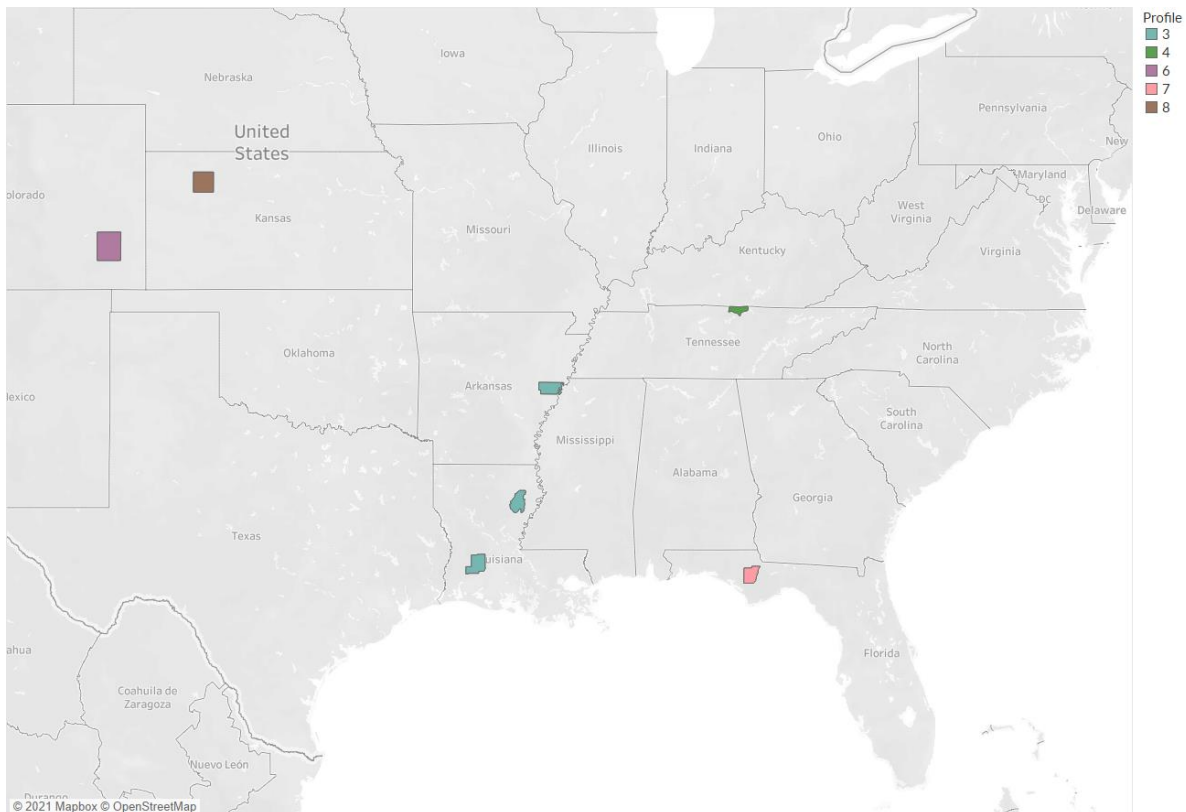 Profile
3
4
6
7
8
Iowa
Nebraska
Pennsylvania
United
States
Ohio
Illinois
Indiana
New
Maryland
olorado
DC
West
Virginia
Delaware
Kansas
Missouri
Kentucky
Virginia
Tennessee
Oklahoma
North
Carolina
Arkansas
exico
South
Carolina
Mississippi
Alabama
Georgia
Texas
uisiana
ahua
Florida
Coahuila de
Zaragoza
Nuevo León
Durango
© 2021 Mapbox © OpenStreetMap